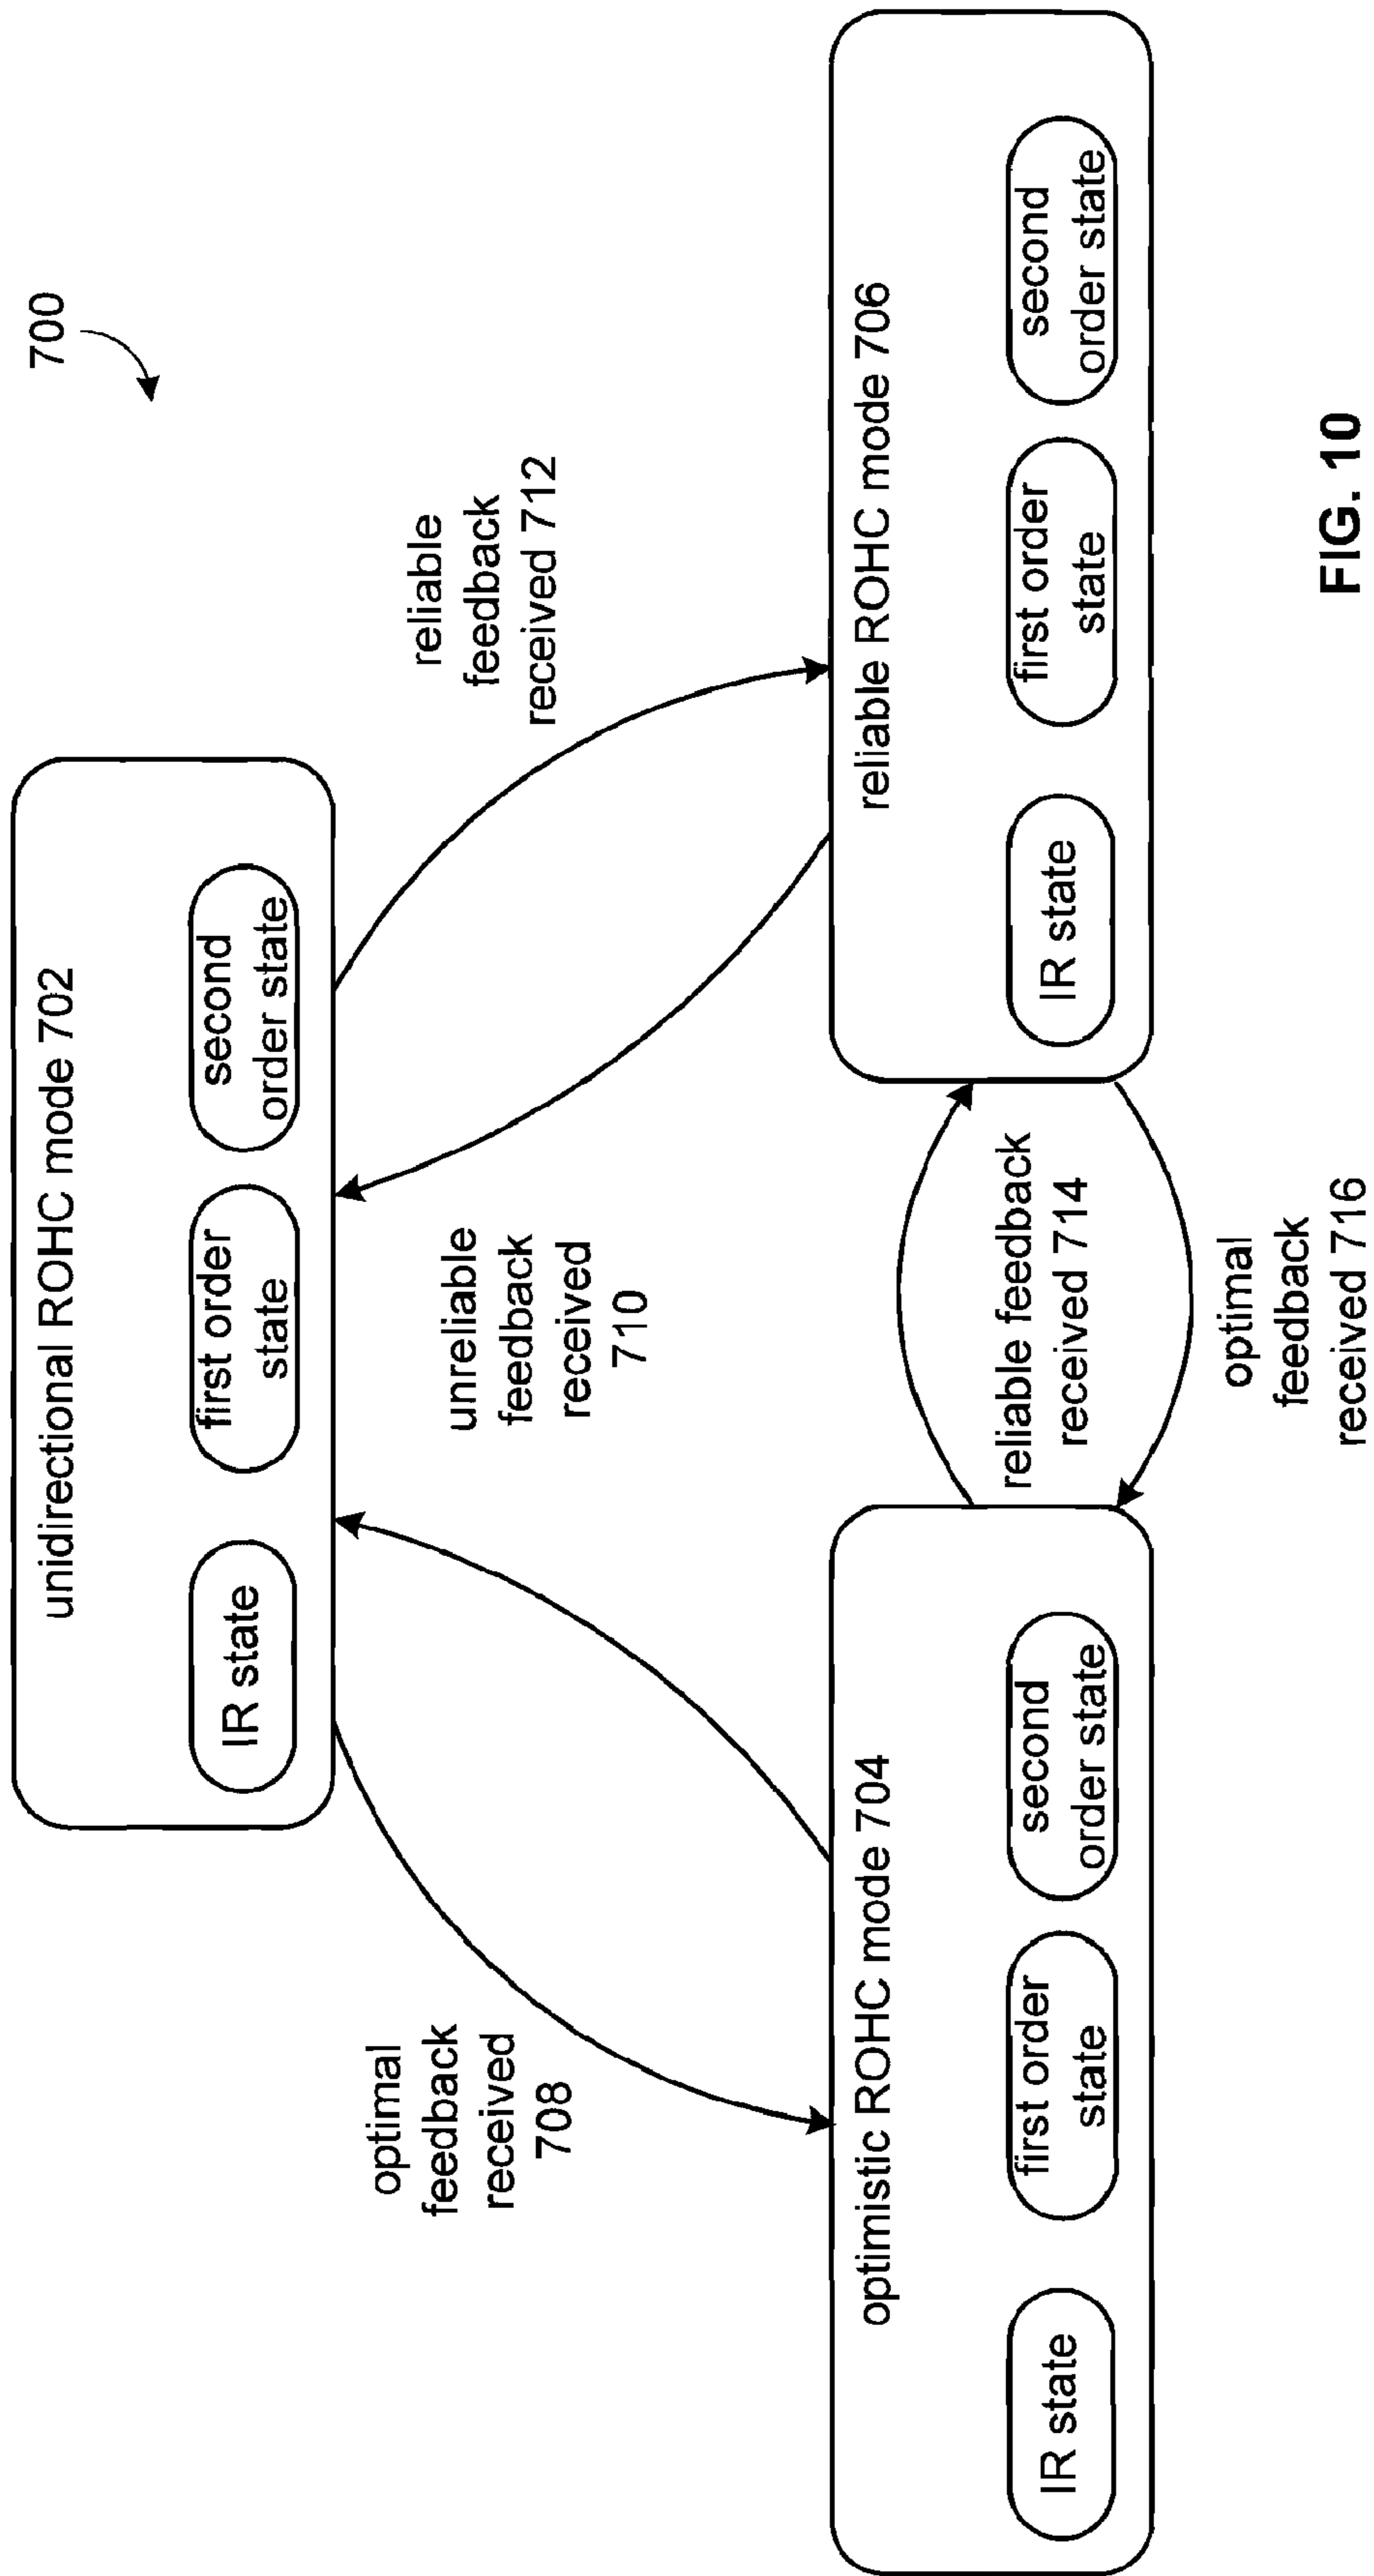 700
unidirectional ROHC mode 702
IR state
first order
state
second
order state
optimal
feedback
received
708
unreliable
feedback
received
710
reliable
feedback
received 712
optimistic ROHC mode 704
IR state
first order
state
second
order state
reliable feedback
received 714
optimal
feedback
received 716
reliable ROHC mode 706
IR state
first order
state
second
order state
FIG. 10